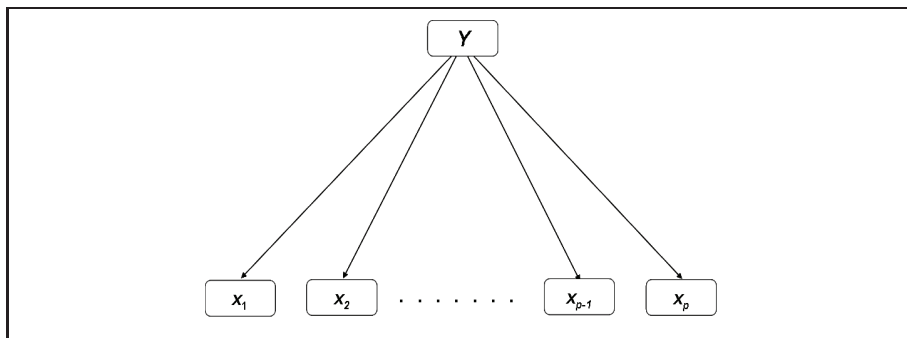 Y
x₁ x₂ . . . . . . . xₚ₋₁ xₚ